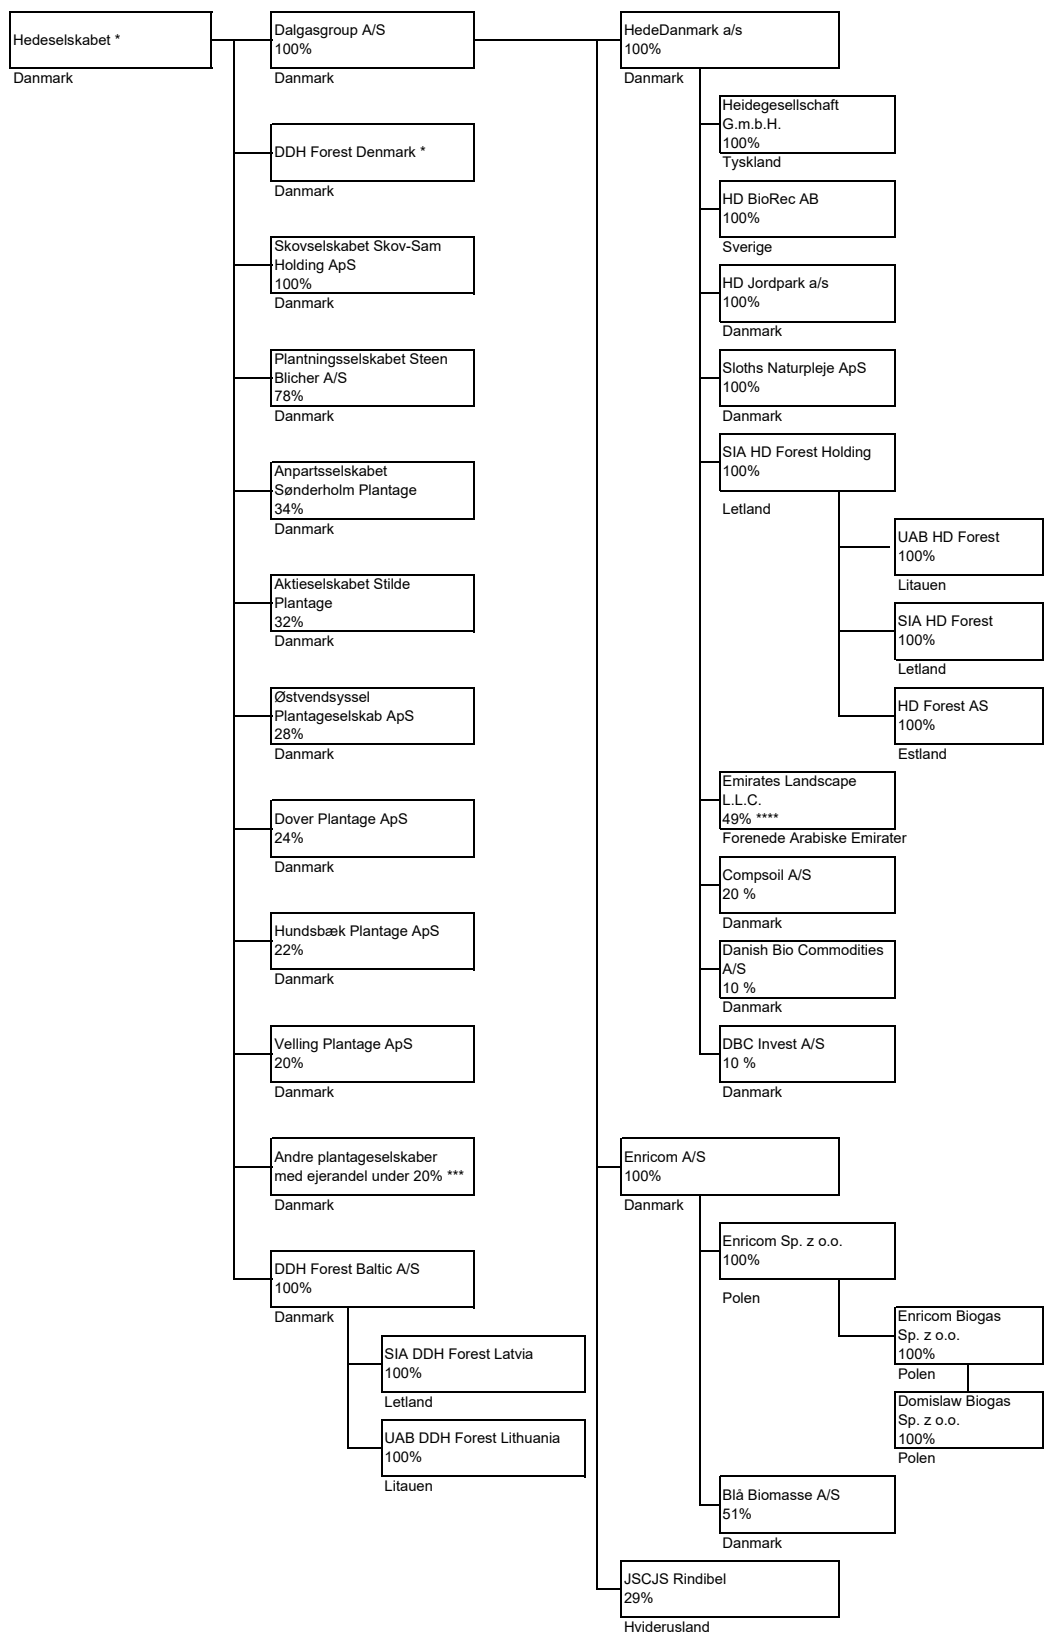 Hedeselskabet *
Danmark
Dalgasgroup A/S
100%
Danmark
DDH Forest Denmark *
Danmark
Skovselskabet Skov-Sam
Holding ApS
100%
Danmark
Plantningsselskabet Steen
Blicher A/S
78%
Danmark
Anpartsselskabet
Sønderholm Plantage
34%
Danmark
Aktieselskabet Stilde
Plantage
32%
Danmark
Østvendsyssel
Plantageselskab ApS
28%
Danmark
Dover Plantage ApS
24%
Danmark
Hundsbæk Plantage ApS
22%
Danmark
Velling Plantage ApS
20%
Danmark
Andre plantageselskaber
med ejerandel under 20% ***
Danmark
DDH Forest Baltic A/S
100%
Danmark
SIA DDH Forest Latvia
100%
Letland
UAB DDH Forest Lithuania
100%
Litauen
HedeDanmark a/s
100%
Danmark
Heidegesellschaft
G.m.b.H.
100%
Tyskland
HD BioRec AB
100%
Sverige
HD Jordpark a/s
100%
Danmark
Sloths Naturpleje ApS
100%
Danmark
SIA HD Forest Holding
100%
Letland
UAB HD Forest
100%
Litauen
SIA HD Forest
100%
Letland
HD Forest AS
100%
Estland
Emirates Landscape
L.L.C.
49% ****
Forenede Arabiske Emirater
Compsoil A/S
20 %
Danmark
Danish Bio Commodities
A/S
10 %
Danmark
DBC Invest A/S
10 %
Danmark
Enricom A/S
100%
Danmark
Enricom Sp. z o.o.
100%
Polen
Enricom Biogas
Sp. z o.o.
100%
Polen
Domislaw Biogas
Sp. z o.o.
100%
Polen
Blå Biomasse A/S
51%
Danmark
JSCJS Rindibel
29%
Hviderusland